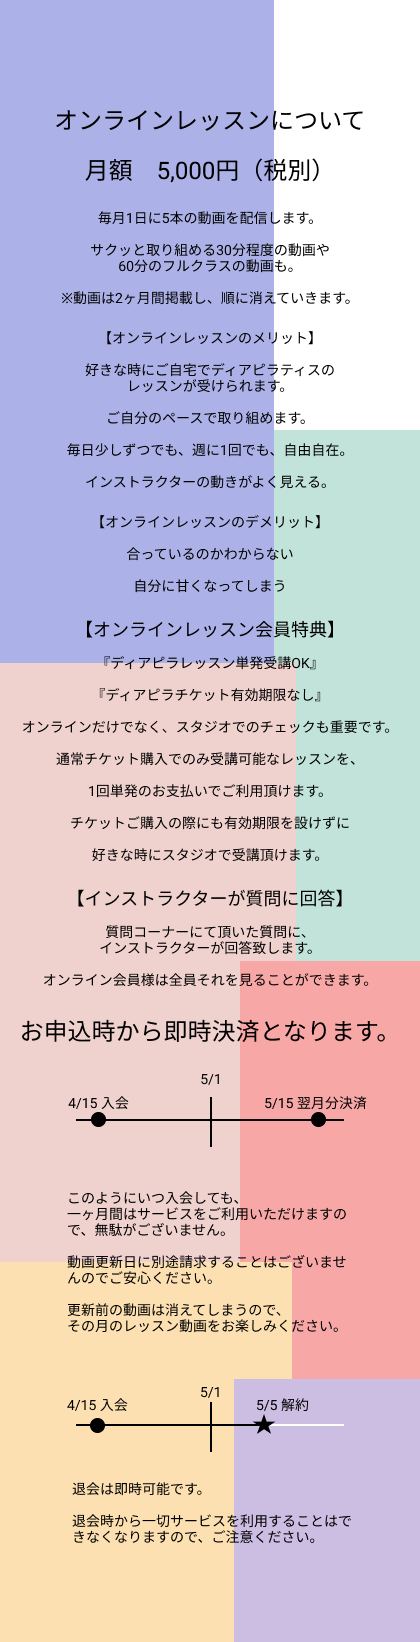 オンラインレッスンについて
月額　5,000円（税別）
毎月1日に5本の動画を配信します。
サクッと取り組める30分程度の動画や
60分のフルクラスの動画も。
※動画は2ヶ月間掲載し、順に消えていきます。
【オンラインレッスンのメリット】
好きな時にご自宅でディアピラティスの
レッスンが受けられます。
ご自分のペースで取り組めます。
毎日少しずつでも、週に1回でも、自由自在。
インストラクターの動きがよく見える。
【オンラインレッスンのデメリット】
合っているのかわからない
自分に甘くなってしまう
【オンラインレッスン会員特典】
『ディアピラレッスン単発受講OK』
『ディアピラチケット有効期限なし』
オンラインだけでなく、スタジオでのチェックも重要です。
通常チケット購入でのみ受講可能なレッスンを、
1回単発のお支払いでご利用頂けます。
チケットご購入の際にも有効期限を設けずに
好きな時にスタジオで受講頂けます。
【インストラクターが質問に回答】
質問コーナーにて頂いた質問に、
インストラクターが回答致します。
オンライン会員様は全員それを見ることができます。
お申込時から即時決済となります。
5/1
4/15 入会
5/15 翌月分決済
このようにいつ入会しても、
一ヶ月間はサービスをご利用いただけますの
で、無駄がございません。
動画更新日に別途請求することはございませ
んのでご安心ください。
更新前の動画は消えてしまうので、
その月のレッスン動画をお楽しみください。
5/1
4/15 入会
5/5 解約
退会は即時可能です。
退会時から一切サービスを利用することはで
きなくなりますので、ご注意ください。